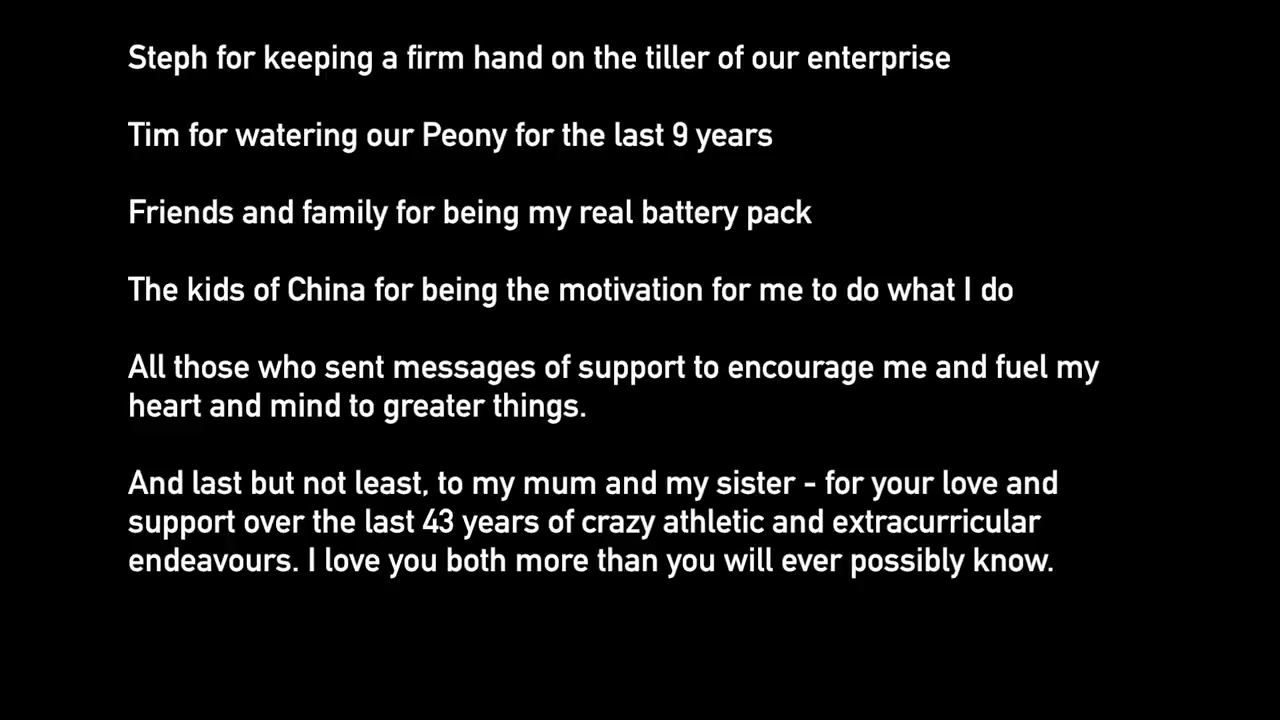 Steph for keeping a firm hand on the tiller of our enterprise
Tim for watering our Peony for the last 9 years
Friends and family for being my real battery pack
The kids of China for being the motivation for me to do what I do
All those who sent messages of support to encourage me and fuel my
heart and mind to greater things.
And last but not least, to my mum and my sister - for your love and
support over the last 43 years of crazy athletic and extracurricular
endeavours. I love you both more than you will ever possibly know.